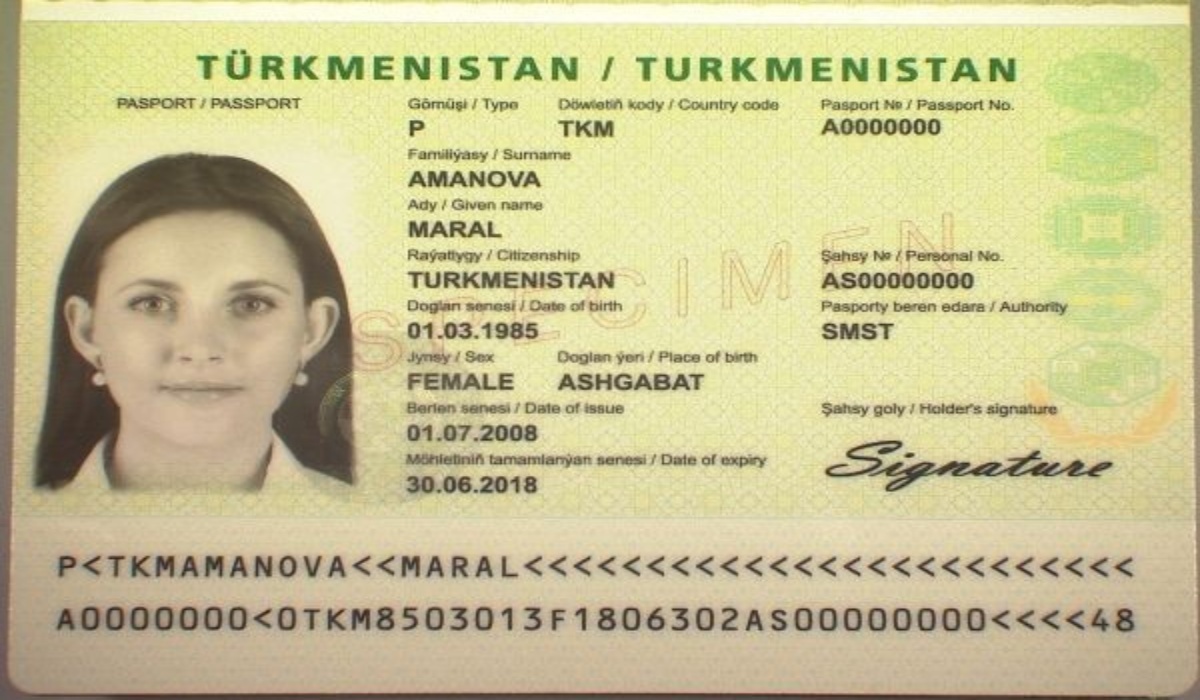 TÜRKMENISTAN / TURKMENISTAN
PASPORT / PASSPORT
Görnüşi / Type Döwletiň kody / Country code Pasport № / Passport No.
P TKM A0000000
Familiýasy / Surname
AMANOVA
Ady / Given name
MARAL
Raýatlygy / Citizenship Şahsy № / Personal No.
TURKMENISTAN AS00000000
Doglan senesi / Date of birth Pasporty beren edara / Authority
01.03.1985 SMST
Jynsy / Sex Doglan ýeri / Place of birth
FEMALE ASHGABAT
Berlen senesi / Date of issue Şahsy goly / Holder's signature
01.07.2008
Möhletiniň tamamlanýan senesi / Date of expiry
30.06.2018
Signature
SPECIMEN
P<TKMAMANOVA<<MARAL<<<<<<<<<<<<<<<<<<<<<<<<<
A0000000<0TKM8503013F1806302AS00000000<<<<48